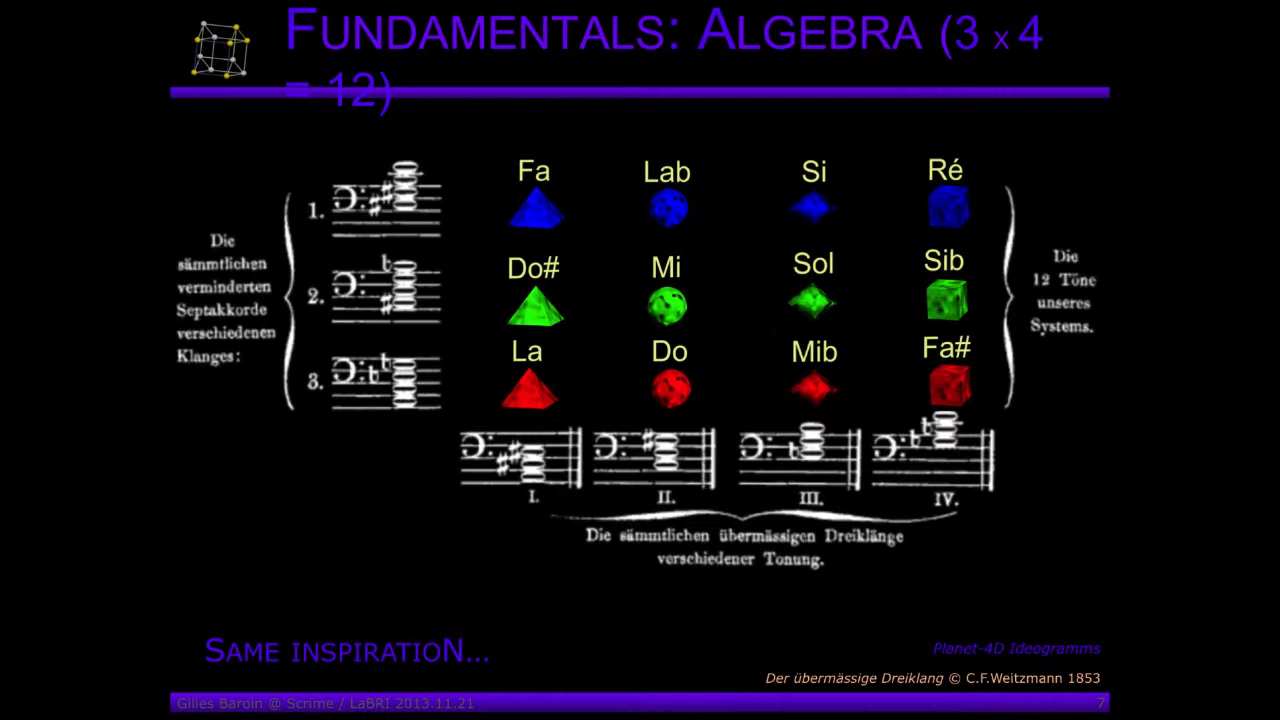 FUNDAMENTALS: ALGEBRA (3 X 4
= 12)
Fa Lab Si Ré
1.
Die
sämmtlichen
verminderten
Septakkorde
verschiedenen
Klanges:
Do# Mi Sol Sib
2.
Die
12 Töne
unseres
Systems.
La Do Mib Fa#
3.
I. II. III. IV.
Die sämmtlichen übermässigen Dreiklänge
verschiedener Tonung.
SAME INSPIRATION...
Planet-4D Ideogramms
Der übermässige Dreiklang © C.F.Weitzmann 1853
Gilles Baroin @ Scrime / LaBRI 2013.11.21 7